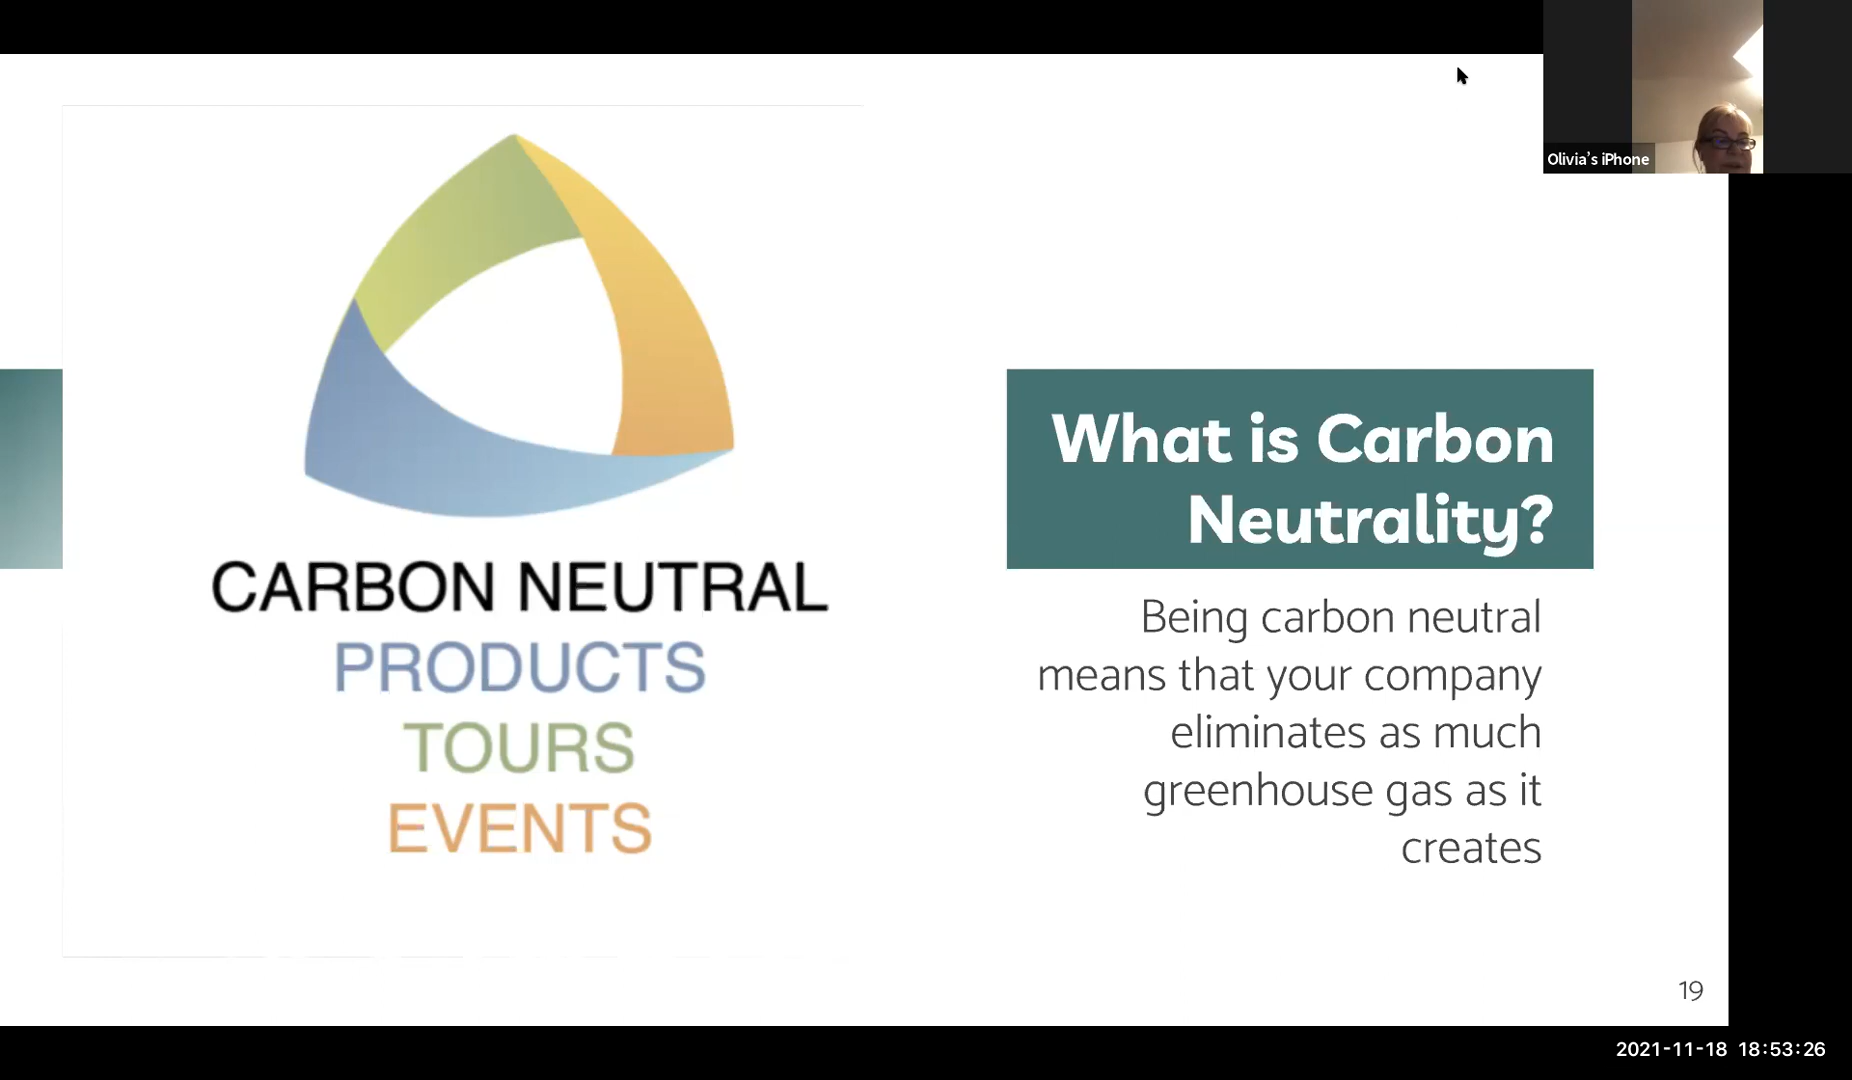 Olivia's iPhone
CARBON NEUTRAL
PRODUCTS
TOURS
EVENTS
What is Carbon
Neutrality?
Being carbon neutral
means that your company
eliminates as much
greenhouse gas as it
creates
19
2021-11-18 18:53:26